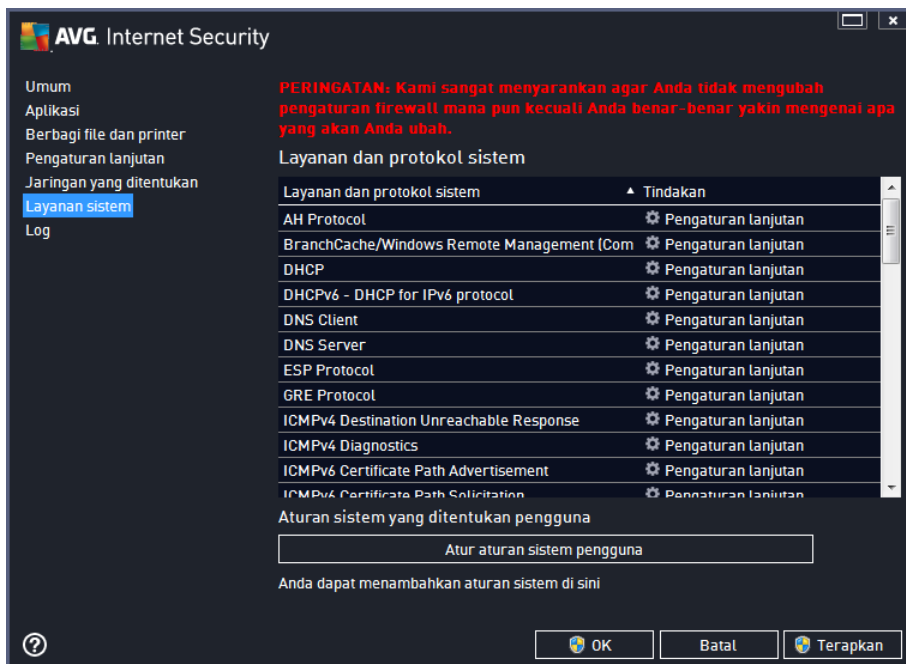 AVG. Internet Security
Umum
Aplikasi
Berbagi file dan printer
Pengaturan lanjutan
Jaringan yang ditentukan
Layanan sistem
Log
PERINGATAN: Kami sangat menyarankan agar Anda tidak mengubah
pengaturan firewall mana pun kecuali Anda benar-benar yakin mengenai apa
yang akan Anda ubah.
Layanan dan protokol sistem
Layanan dan protokol sistem Tindakan
AH Protocol Pengaturan lanjutan
BranchCache/Windows Remote Management (Com Pengaturan lanjutan
DHCP Pengaturan lanjutan
DHCPv6 - DHCP for IPv6 protocol Pengaturan lanjutan
DNS Client Pengaturan lanjutan
DNS Server Pengaturan lanjutan
ESP Protocol Pengaturan lanjutan
GRE Protocol Pengaturan lanjutan
ICMPv4 Destination Unreachable Response Pengaturan lanjutan
ICMPv4 Diagnostics Pengaturan lanjutan
ICMPv6 Certificate Path Advertisement Pengaturan lanjutan
ICMPv6 Certificate Path Solicitation Pengaturan lanjutan
Aturan sistem yang ditentukan pengguna
Atur aturan sistem pengguna
Anda dapat menambahkan aturan sistem di sini
OK Batal Terapkan